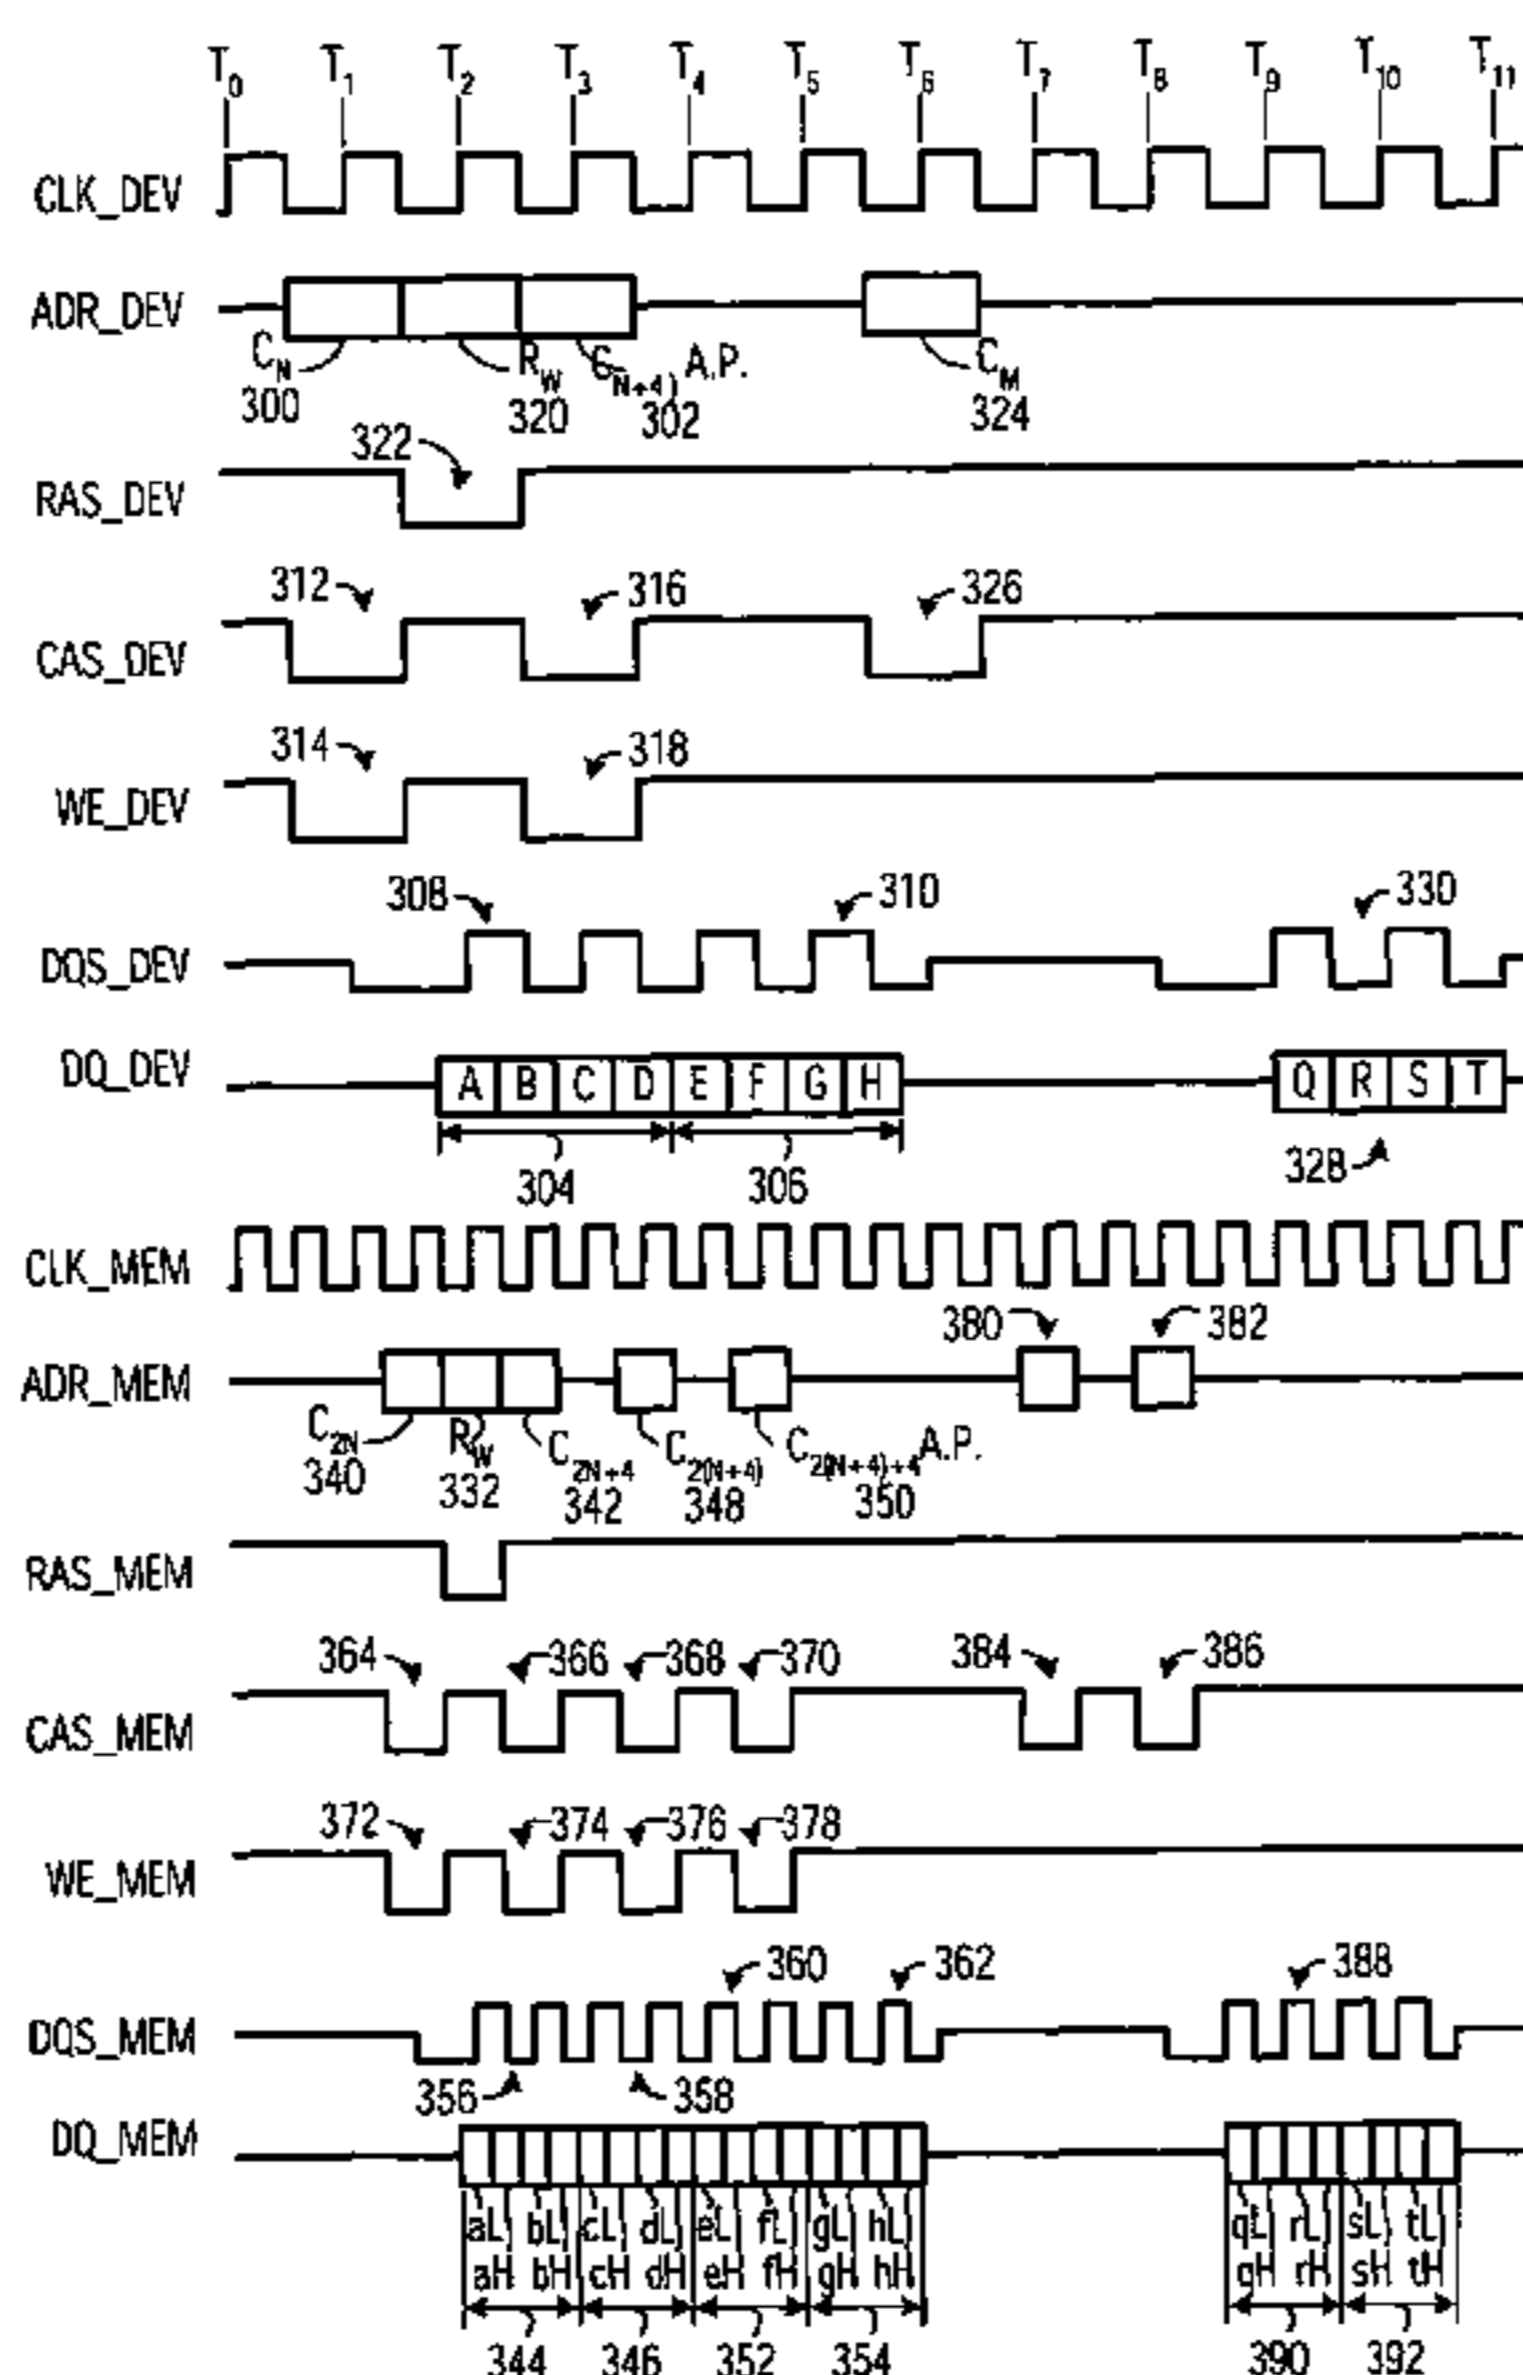 T0 T1 T2 T3 T4 T5 T6 T7 T8 T9 T10 T11
CLK_DEV
ADR_DEV
CN RW CN+4) A.P. CM
300 320 302 324
322
RAS_DEV
312 316 326
CAS_DEV
314 318
WE_DEV
308 310 330
DQS_DEV
DQ_DEV A B C D E F G H Q R S T
304 306 328
CLK_MEM
380 382
ADR_MEM
C2N RW C2N+4 C2(N+4) C2(N+4)+4 A.P.
340 332 342 348 350
RAS_MEM
364 366 368 370 384 386
CAS_MEM
372 374 376 378
WE_MEM
360 362 388
DQS_MEM
356 358
DQ_MEM
aL bL cL dL eL fL gL hL qL rL sL tL
aH bH cH dH eH fH gH hH qH rH sH tH
344 346 352 354 390 392